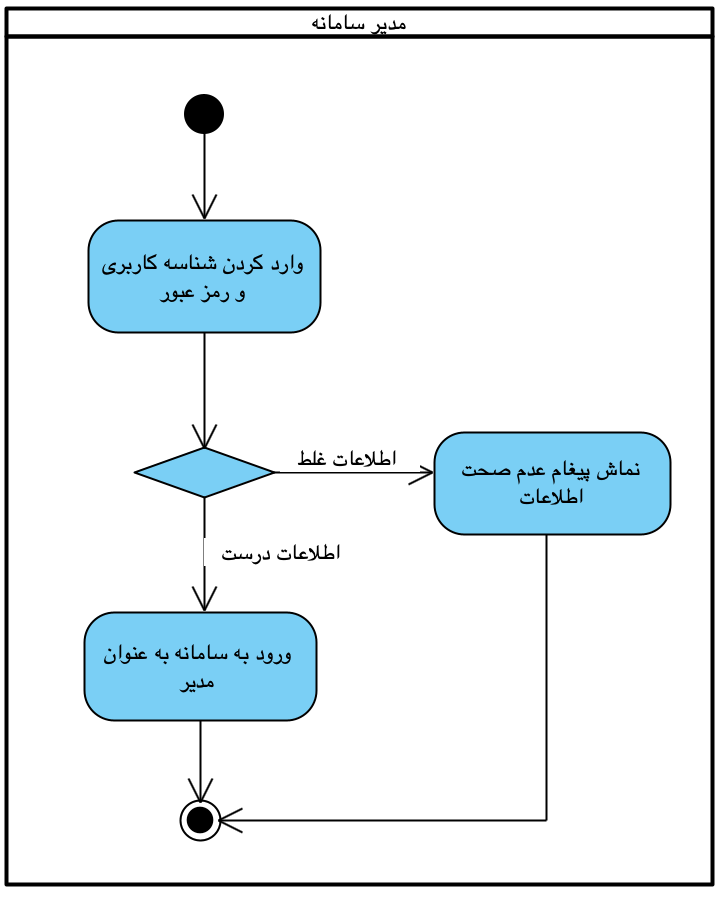 مدیر سامانه
وارد کردن شناسه کاربری
و رمز عبور
اطلاعات غلط
نماش پیغام عدم صحت
اطلاعات
اطلاعات درست
ورود به سامانه به عنوان
مدیر